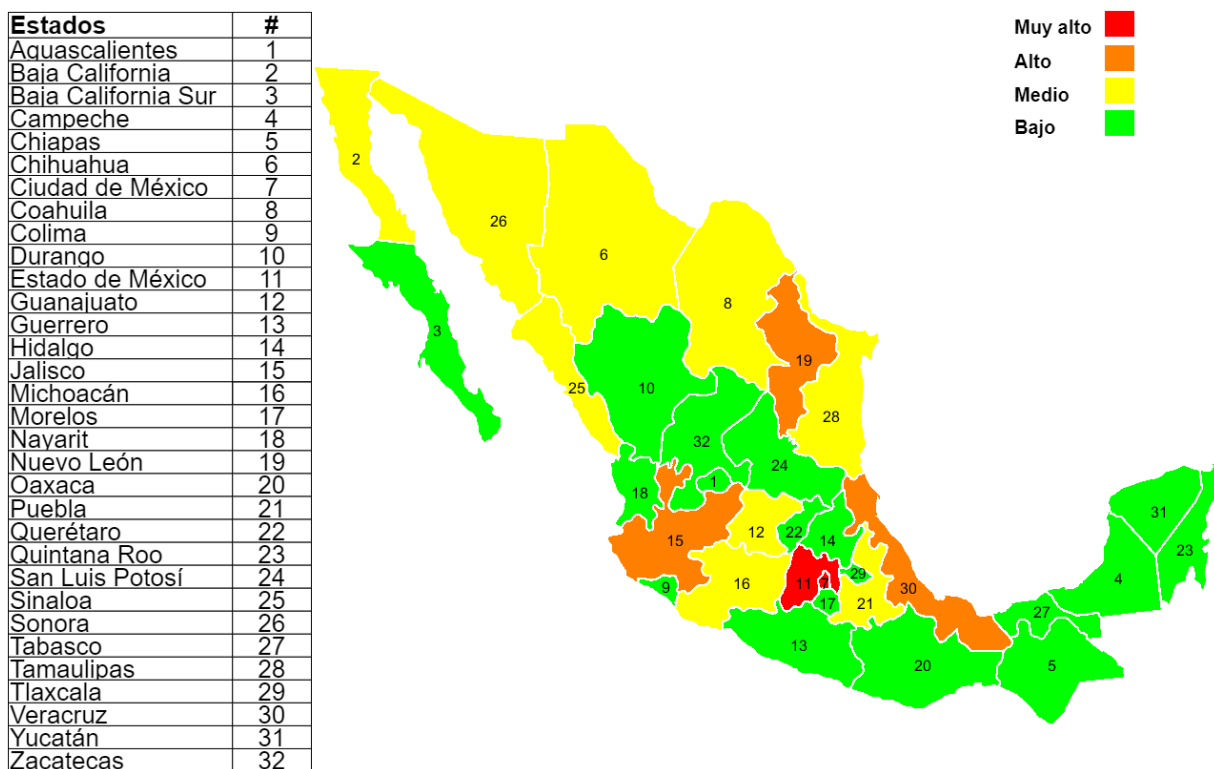 Estados #
Aguascalientes 1
Baja California 2
Baja California Sur 3
Campeche 4
Chiapas 5
Chihuahua 6
Ciudad de México 7
Coahuila 8
Colima 9
Durango 10
Estado de México 11
Guanajuato 12
Guerrero 13
Hidalgo 14
Jalisco 15
Michoacán 16
Morelos 17
Nayarit 18
Nuevo León 19
Oaxaca 20
Puebla 21
Querétaro 22
Quintana Roo 23
San Luis Potosí 24
Sinaloa 25
Sonora 26
Tabasco 27
Tamaulipas 28
Tlaxcala 29
Veracruz 30
Yucatán 31
Zacatecas 32
Muy alto
Alto
Medio
Bajo
2
26
6
8
3
19
25
10
28
32
24
1
18
31
12
22
15
14
23
29
11
7
4
9
16
17
21
30
27
13
20
5